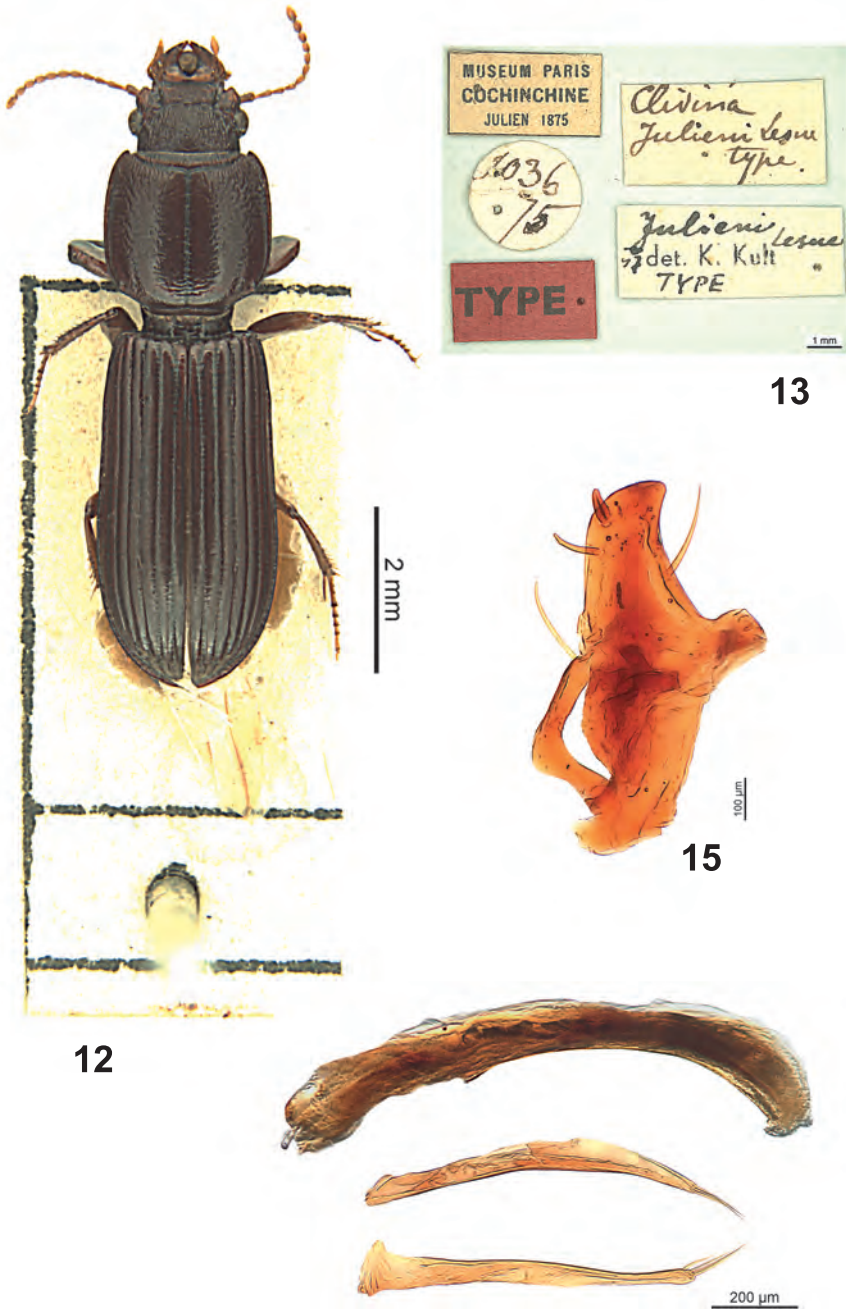 MUSEUM PARIS
COCHINCHINE
JULIEN 1875
Clivina
Julieni Lesne
type.
1036
75
Julieni Lesne
det. K. Kult
TYPE
TYPE
1 mm
13
2 mm
100 µm
15
12
200 µm